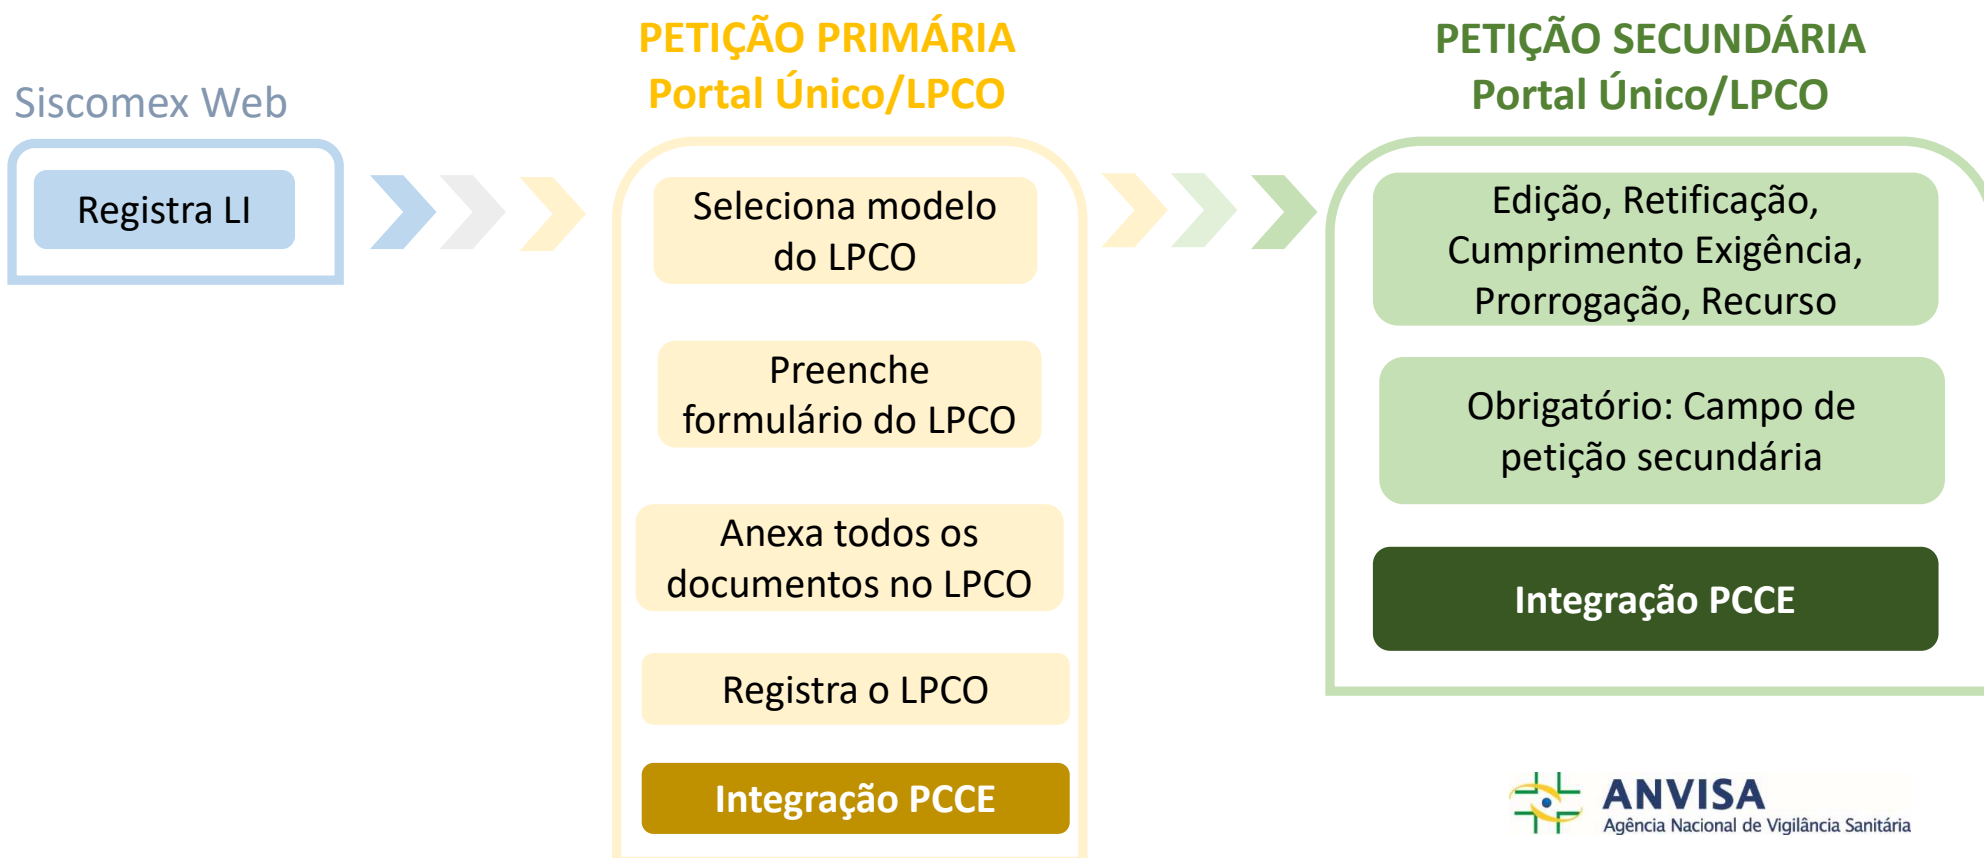 Siscomex Web
Registra LI
PETIÇÃO PRIMÁRIA
Portal Único/LPCO
Seleciona modelo
do LPCO
Preenche
formulário do LPCO
Anexa todos os
documentos no LPCO
Registra o LPCO
Integração PCCE
PETIÇÃO SECUNDÁRIA
Portal Único/LPCO
Edição, Retificação,
Cumprimento Exigência,
Prorrogação, Recurso
Obrigatório: Campo de
petição secundária
Integração PCCE
ANVISA
Agência Nacional de Vigilância Sanitária